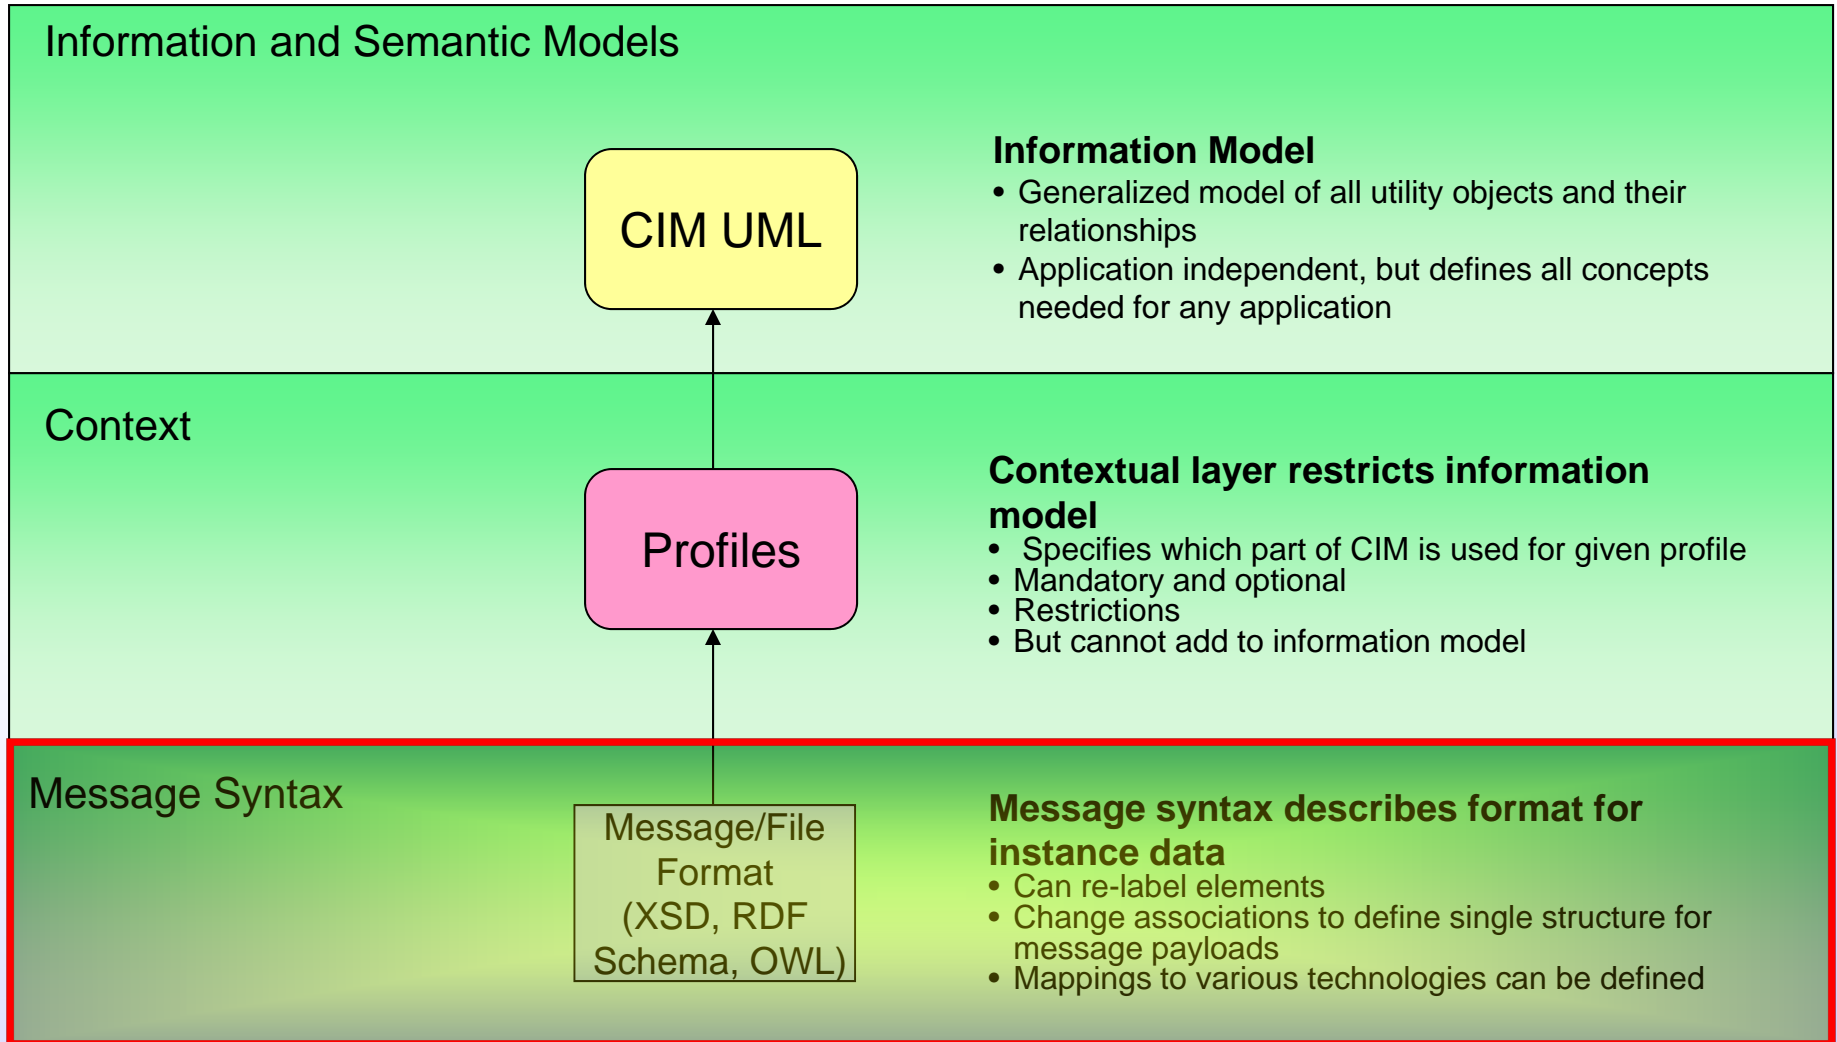 Information and Semantic Models
CIM UML
Information Model
• Generalized model of all utility objects and their
relationships
• Application independent, but defines all concepts
needed for any application
Context
Profiles
Contextual layer restricts information
model
• Specifies which part of CIM is used for given profile
• Mandatory and optional
• Restrictions
• But cannot add to information model
Message Syntax
Message/File
Format
(XSD, RDF
Schema, OWL)
Message syntax describes format for
instance data
• Can re-label elements
• Change associations to define single structure for
message payloads
• Mappings to various technologies can be defined